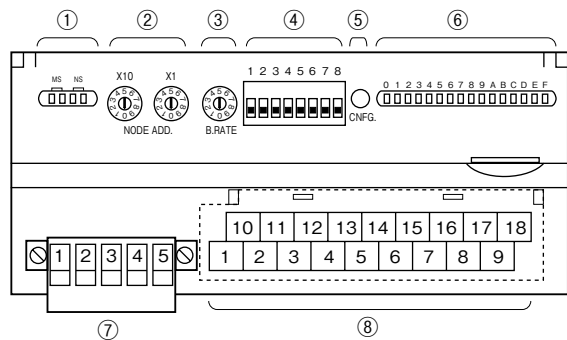 ① ② ③ ④ ⑤ ⑥
MS NS
X10 X1
1 2 3 4 5 6 7 8
0 1 2 3 4 5 6 7 8 9 A B C D E F
NODE ADD.
B.RATE
CNFG.
10 11 12 13 14 15 16 17 18
1 2 3 4 5
1 2 3 4 5 6 7 8 9
⑦ ⑧